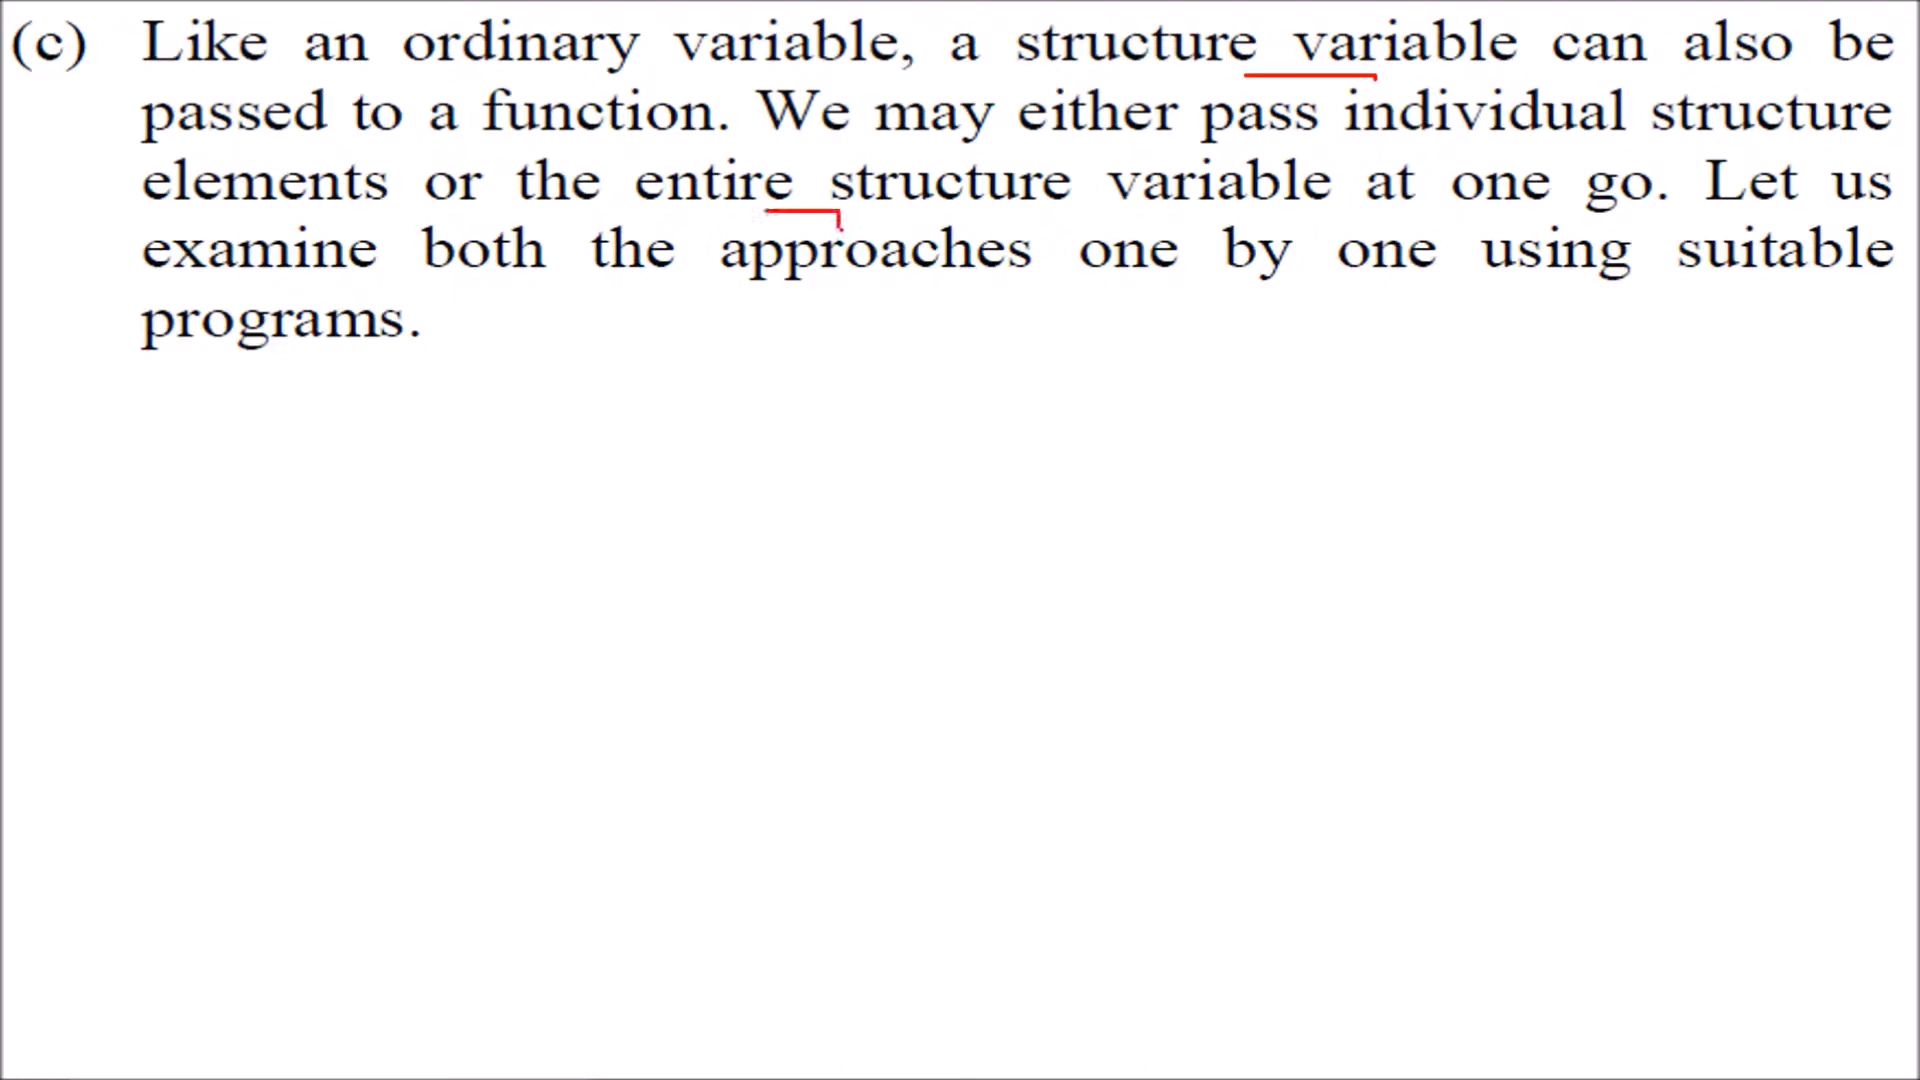 (c) Like an ordinary variable, a structure variable can also be
passed to a function. We may either pass individual structure
elements or the entire structure variable at one go. Let us
examine both the approaches one by one using suitable
programs.